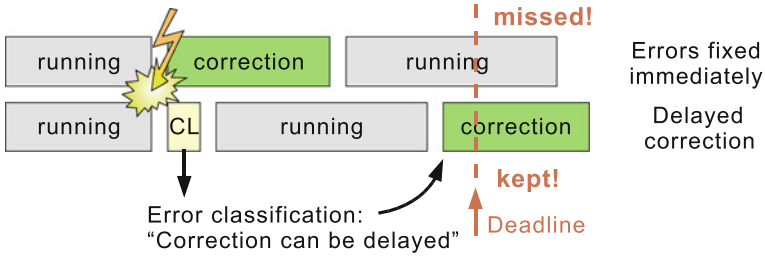 missed!
running
correction
running
Errors fixed
immediately
running
CL
running
correction
Delayed
correction
kept!
Error classification:
“Correction can be delayed”
Deadline